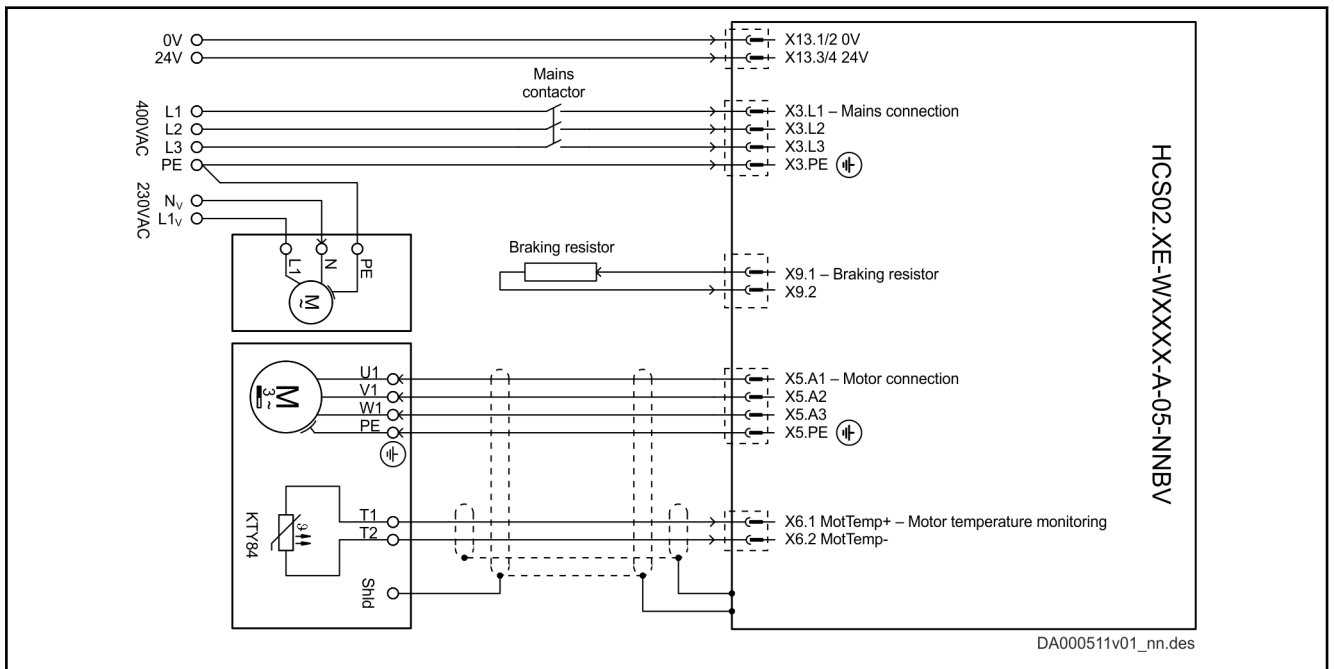 0V
24V
Mains
contactor
400VAC
L1
L2
L3
PE
230VAC
NV
L1V
L1
N
PE
M
~
Braking resistor
U1
V1
W1
PE
M
3 ~
T1
T2
KTY84
ϑ
Shld
X13.1/2 0V
X13.3/4 24V
X3.L1 – Mains connection
X3.L2
X3.L3
X3.PE
X9.1 – Braking resistor
X9.2
X5.A1 – Motor connection
X5.A2
X5.A3
X5.PE
X6.1 MotTemp+ – Motor temperature monitoring
X6.2 MotTemp-
HCS02.XE-WXXXX-A-05-NNBV
DA000511v01_nn.des